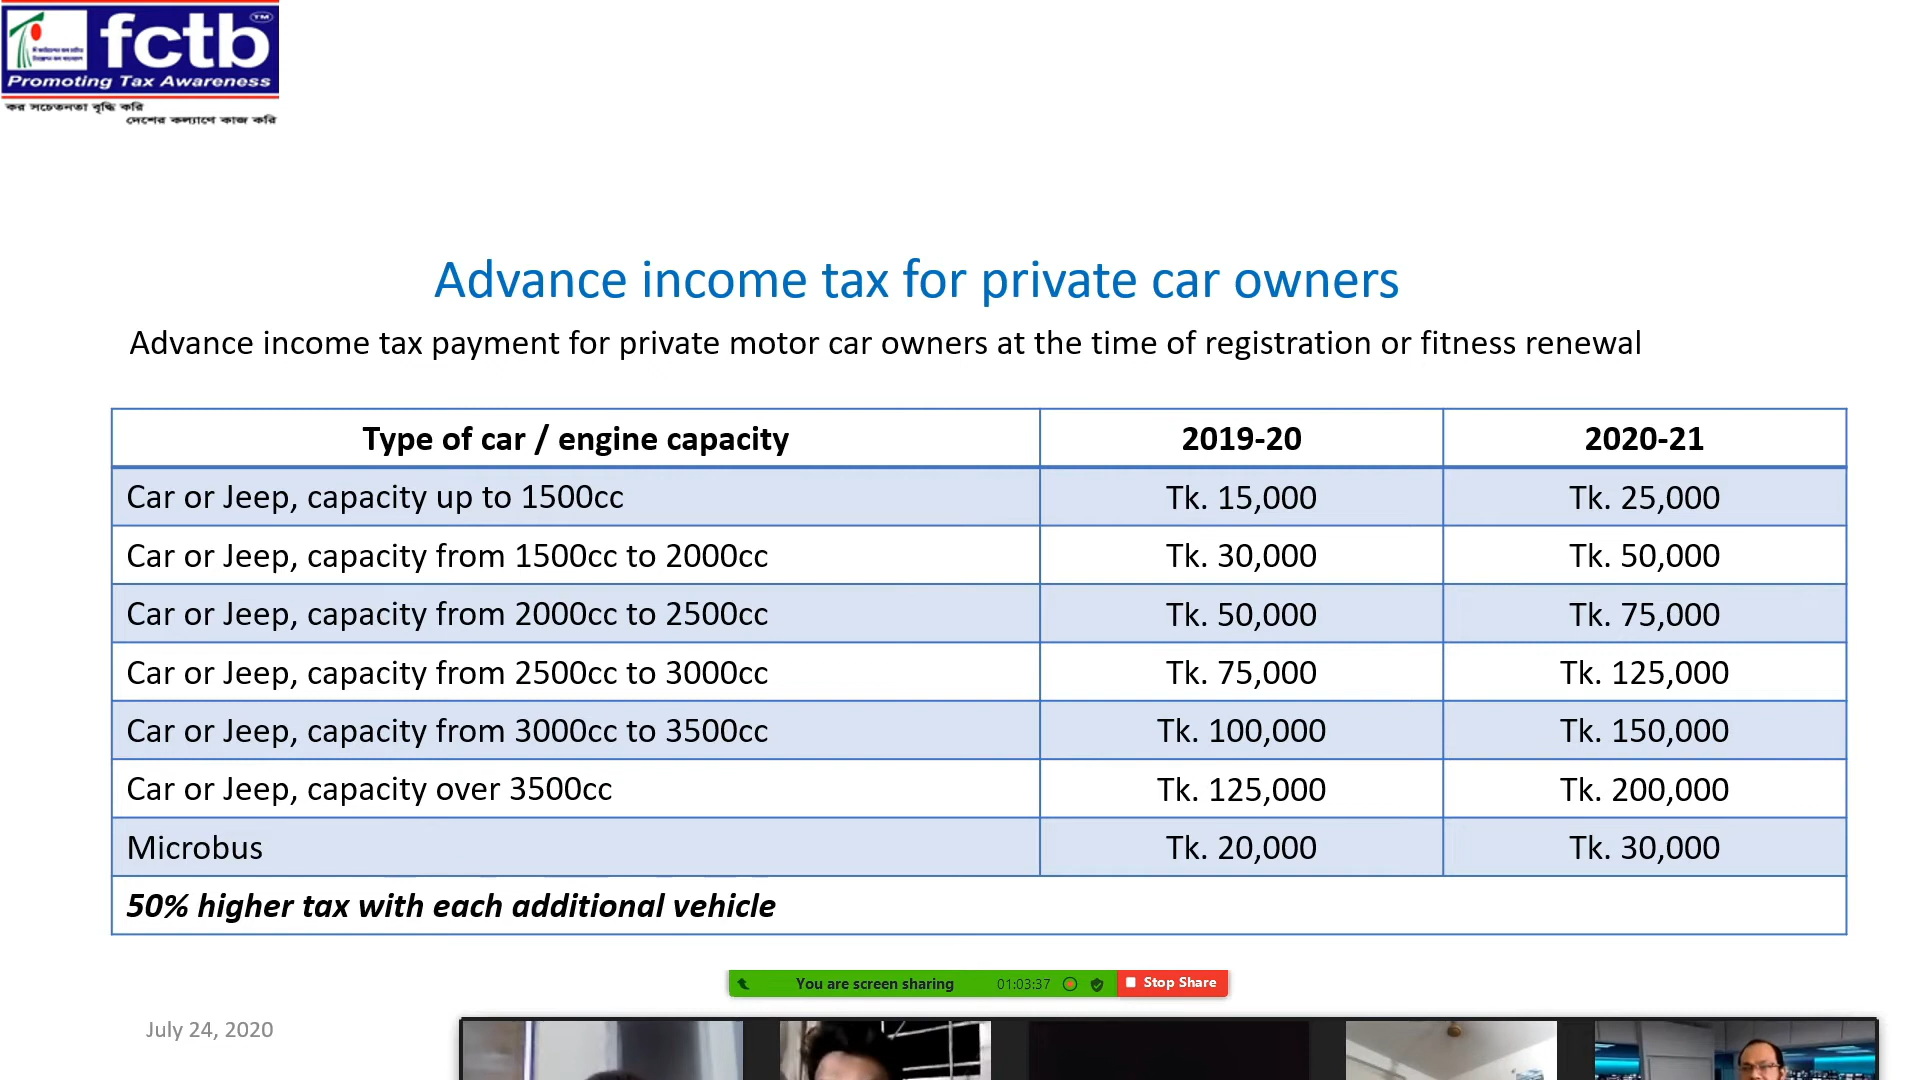 fctb TM
Promoting Tax Awareness
কর সচেতনতা বৃদ্ধি করি
দেশের কল্যাণে কাজ করি
Advance income tax for private car owners
Advance income tax payment for private motor car owners at the time of registration or fitness renewal
Type of car / engine capacity 2019-20 2020-21
Car or Jeep, capacity up to 1500cc Tk. 15,000 Tk. 25,000
Car or Jeep, capacity from 1500cc to 2000cc Tk. 30,000 Tk. 50,000
Car or Jeep, capacity from 2000cc to 2500cc Tk. 50,000 Tk. 75,000
Car or Jeep, capacity from 2500cc to 3000cc Tk. 75,000 Tk. 125,000
Car or Jeep, capacity from 3000cc to 3500cc Tk. 100,000 Tk. 150,000
Car or Jeep, capacity over 3500cc Tk. 125,000 Tk. 200,000
Microbus Tk. 20,000 Tk. 30,000
50% higher tax with each additional vehicle
You are screen sharing 01:03:37 Stop Share
July 24, 2020